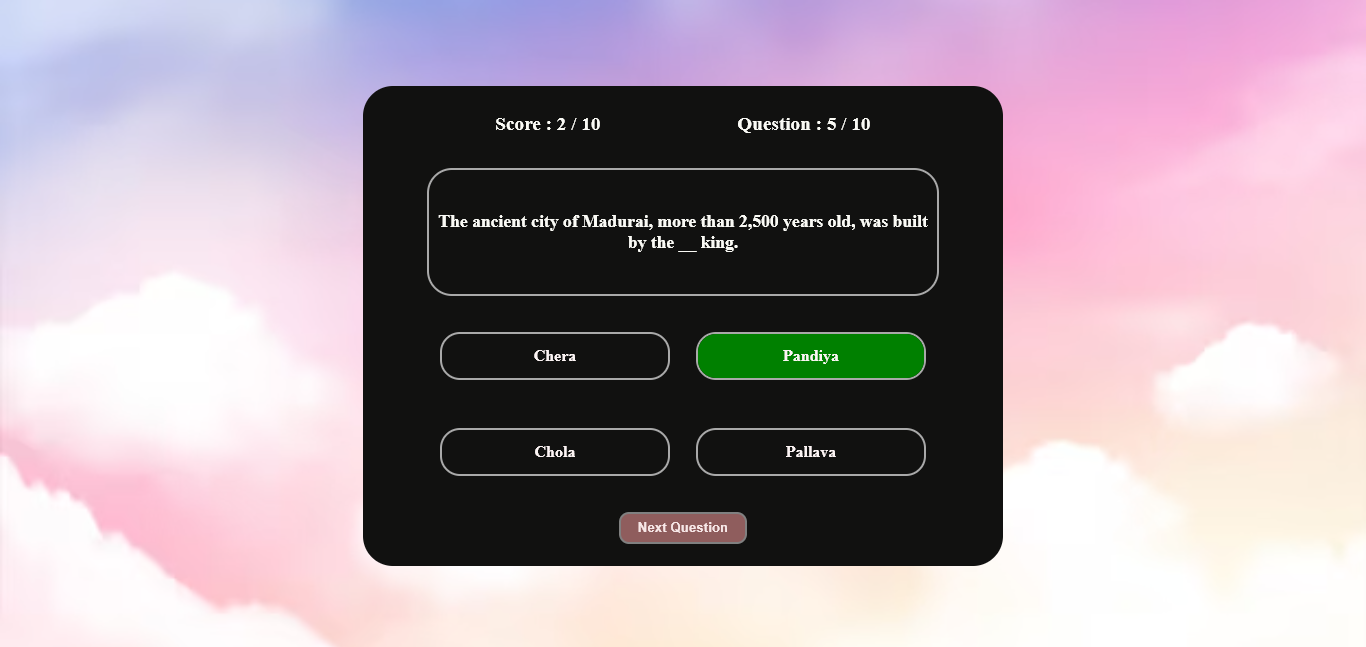 Score : 2 / 10
Question : 5 / 10
The ancient city of Madurai, more than 2,500 years old, was built
by the __ king.
Chera
Pandiya
Chola
Pallava
Next Question